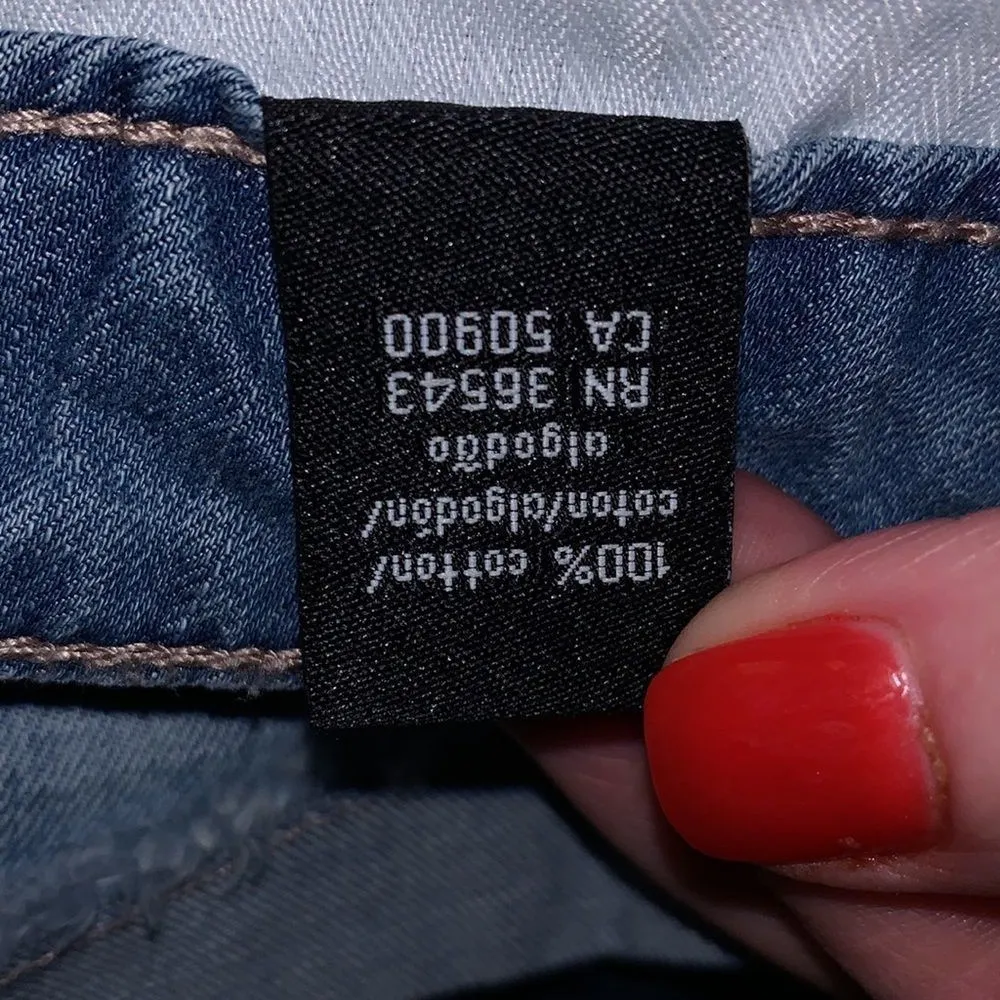 100% cotton/
coton/algodón/
algodão
RN 36543
CA 50900